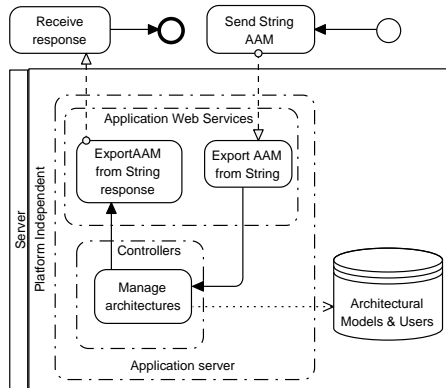 Receive
response
Send String
AAM
Server
Platform Independent
Application Web Services
ExportAAM
from String
response
Export AAM
from String
Controllers
Manage
architectures
Architectural
Models & Users
Application server